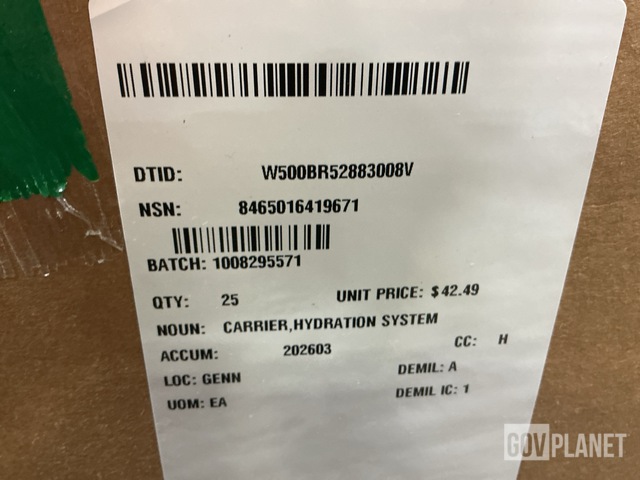 DTID: W500BR52883008V
NSN: 8465016419671
BATCH: 1008295571
QTY: 25 UNIT PRICE: $42.49
NOUN: CARRIER,HYDRATION SYSTEM
ACCUM: 202603 CC: H
LOC: GENN DEMIL: A
UOM: EA DEMIL IC: 1
GOVPLANET